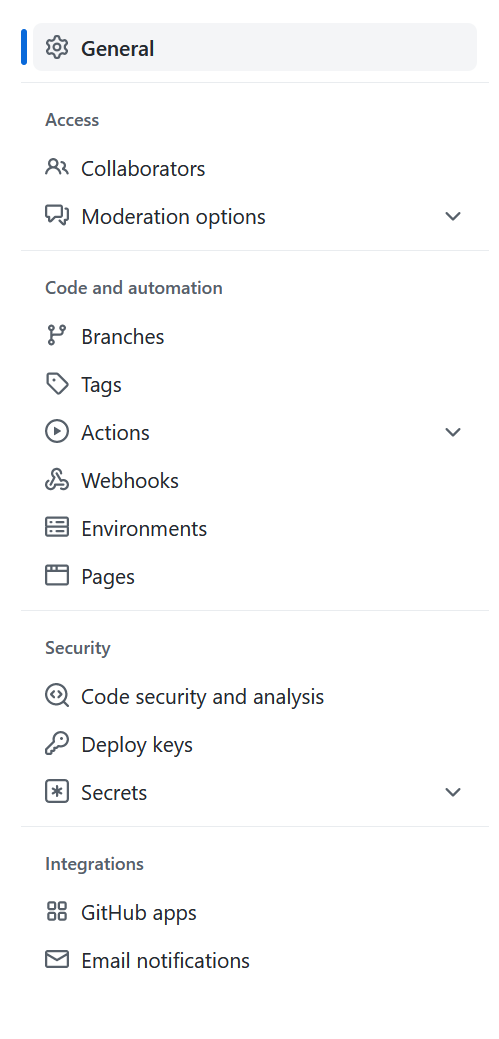 General
Access
Collaborators
Moderation options
Code and automation
Branches
Tags
Actions
Webhooks
Environments
Pages
Security
Code security and analysis
Deploy keys
Secrets
Integrations
GitHub apps
Email notifications